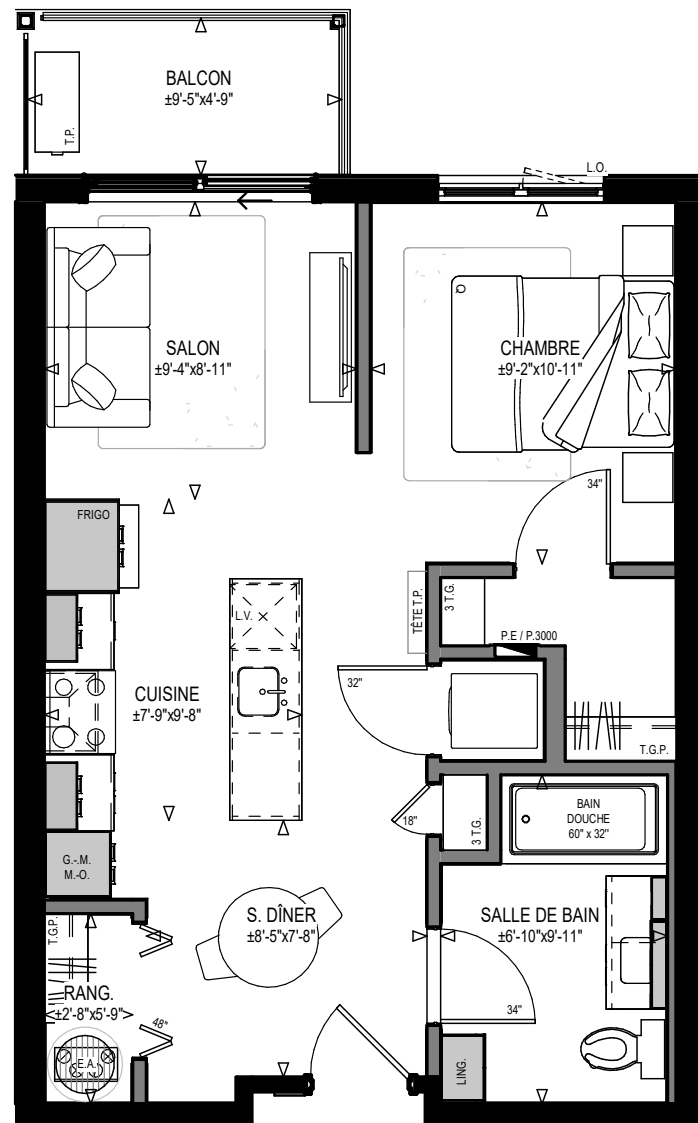 BALCON
±9'-5"x4'-9"
T.P.
L.O.
SALON
±9'-4"x8'-11"
CHAMBRE
±9'-2"x10'-11"
34"
FRIGO
TÊTE T.P.
3 T.G.
L.V.
P.E / P.3000
32"
CUISINE
±7'-9"x9'-8"
T.G.P.
18"
3 T.G.
BAIN
DOUCHE
60" x 32"
G.-M.
M.-O.
T.G.P.
S. DÎNER
±8'-5"x7'-8"
SALLE DE BAIN
±6'-10"x9'-11"
RANG.
±2'-8"x5'-9"
34"
48"
E.A.
LING.